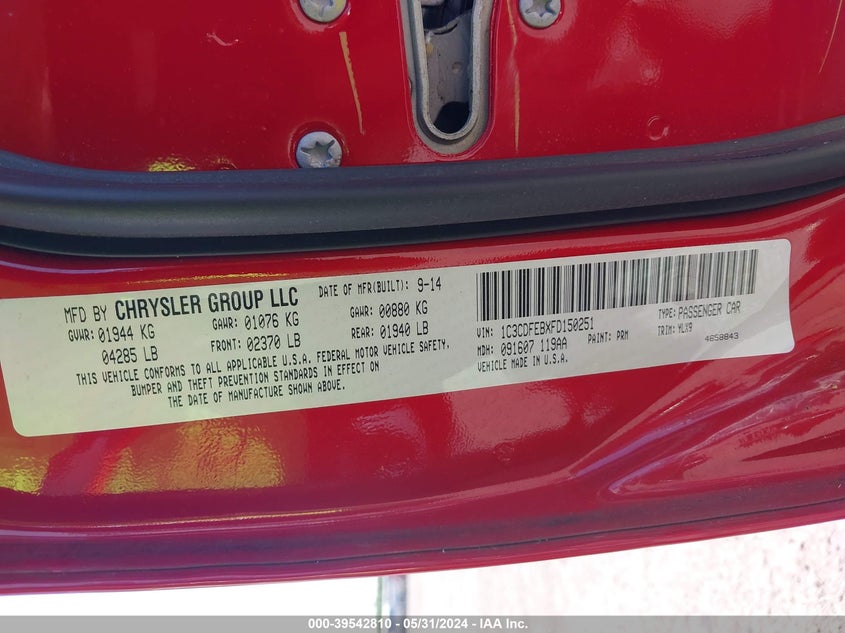 MFD BY CHRYSLER GROUP LLC DATE OF MFR(BUILT): 9-14
GVWR: 01944 KG GAWR: 01076 KG GAWR: 00880 KG
04285 LB FRONT: 02370 LB REAR: 01940 LB
THIS VEHICLE CONFORMS TO ALL APPLICABLE U.S.A. FEDERAL MOTOR VEHICLE SAFETY,
BUMPER AND THEFT PREVENTION STANDARDS IN EFFECT ON
THE DATE OF MANUFACTURE SHOWN ABOVE.
VIN: 1C3CDFEBXFD150251 TYPE: PASSENGER CAR
MDH: 091607 119AA PAINT: PRM TRIM: YLX9
VEHICLE MADE IN U.S.A. 4658843
000-39542810 - 05/31/2024 - IAA Inc.